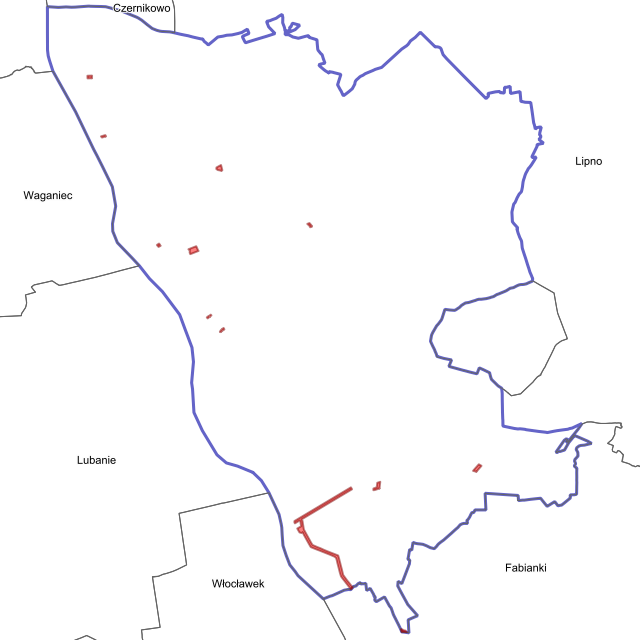 Czernikowo
Lipno
Waganiec
Lubanie
Fabianki
Włocławek